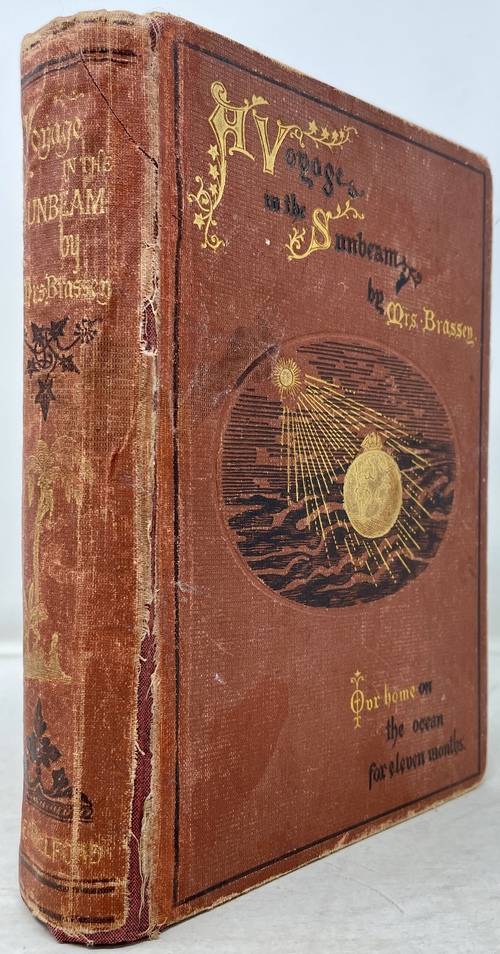 Voyage
IN THE
UNBEAM
by
Mrs. Brassey
A Voyage
in the
Sunbeam
by
Mrs. Brassey
Our home on
the ocean
for eleven months.